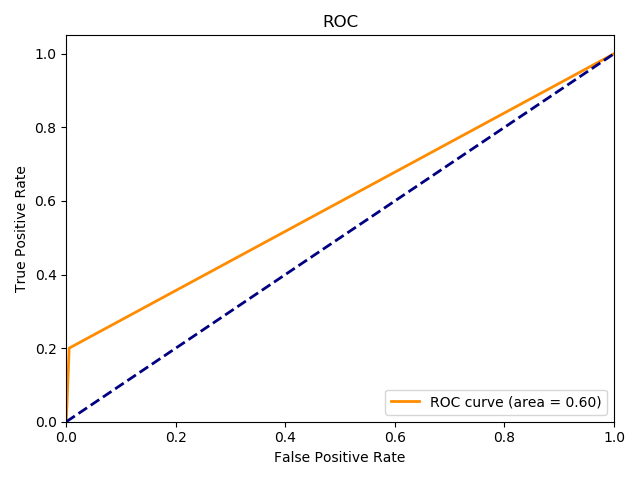 ROC
1.0
0.8
0.6
0.4
0.2
0.0
True Positive Rate
ROC curve (area = 0.60)
0.0 0.2 0.4 0.6 0.8 1.0
False Positive Rate